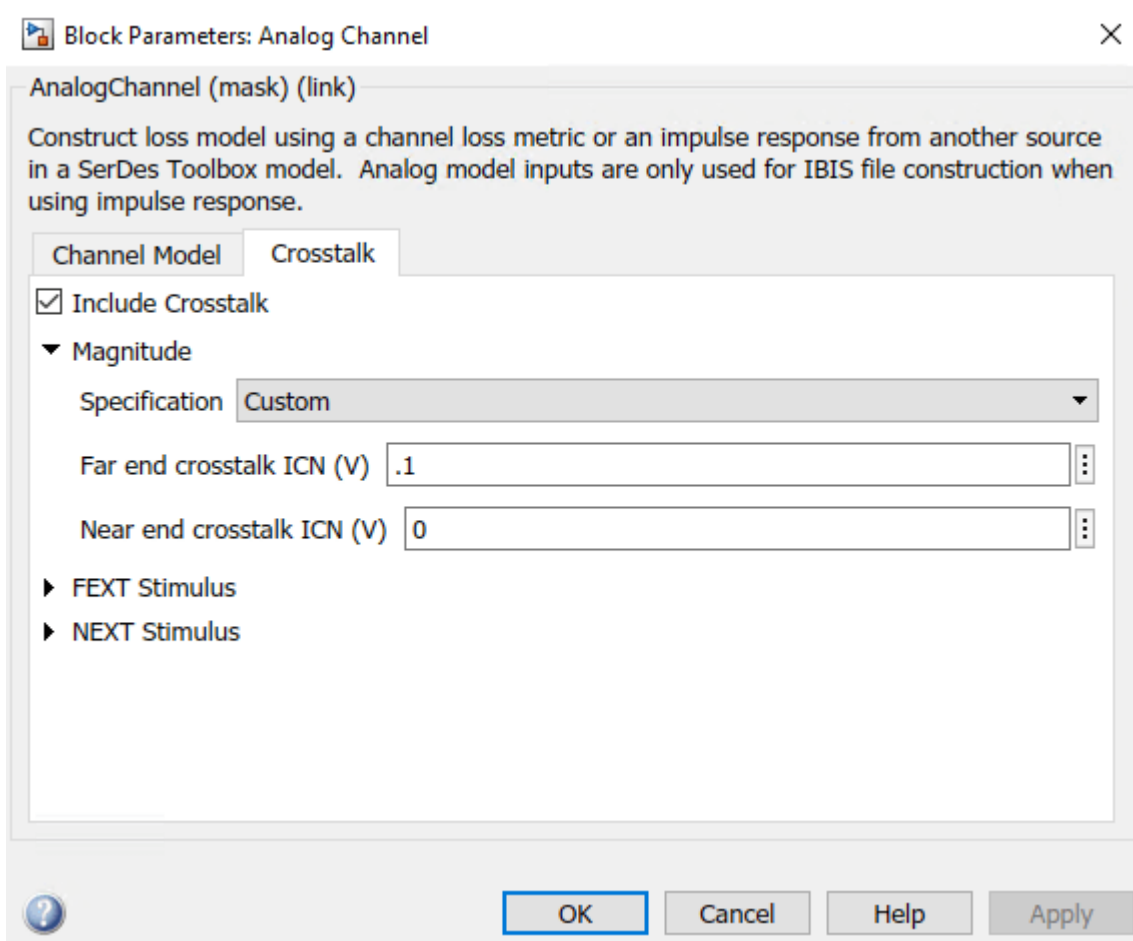 Block Parameters: Analog Channel
AnalogChannel (mask) (link)
Construct loss model using a channel loss metric or an impulse response from another source
in a SerDes Toolbox model. Analog model inputs are only used for IBIS file construction when
using impulse response.
Channel Model Crosstalk
Include Crosstalk
Magnitude
Specification Custom
Far end crosstalk ICN (V) .1
Near end crosstalk ICN (V) 0
FEXT Stimulus
NEXT Stimulus
? OK Cancel Help Apply